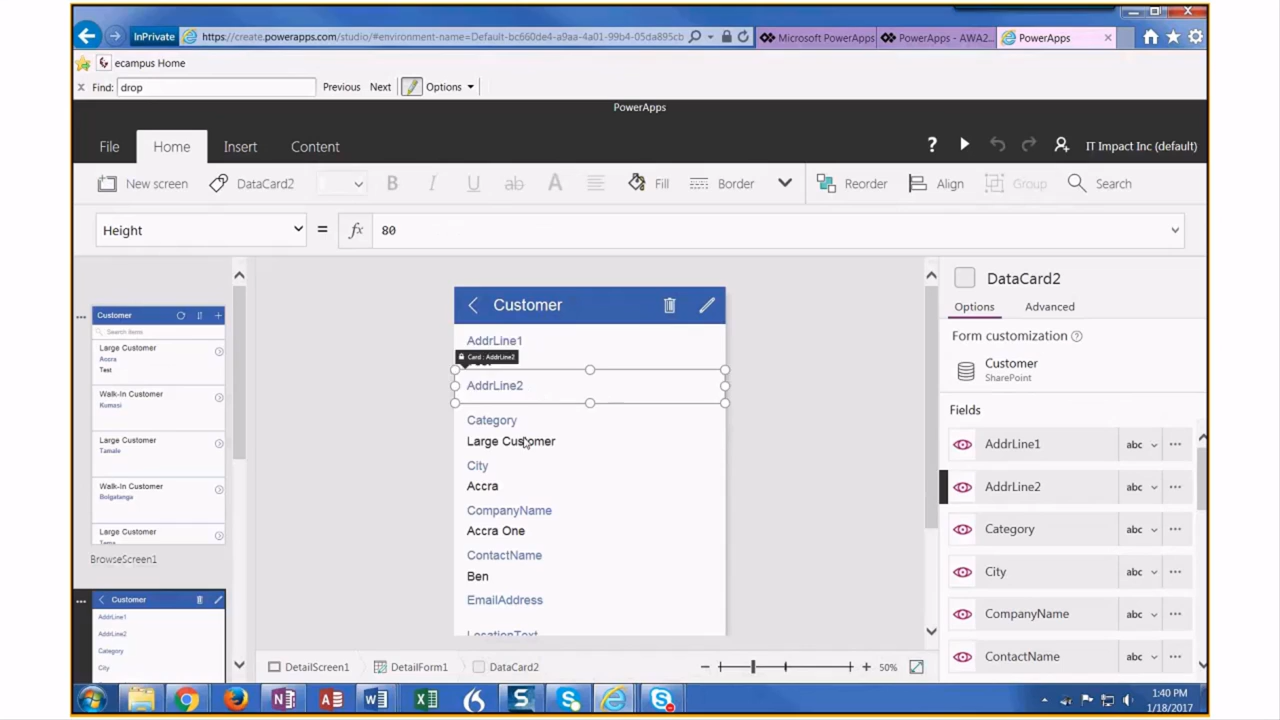 InPrivate
https://create.powerapps.com/studio/#environment-name=Default-bc660de4-a9aa-4a01-99b4-05da895cb
Microsoft PowerApps
PowerApps - AWA2...
PowerApps
ecampus Home
Find: drop Previous Next Options
PowerApps
File Home Insert Content
IT Impact Inc (default)
New screen DataCard2 B I U ab A Fill Border Reorder Align Group Search
Height = fx 80
Customer
Search items
Large Customer
Accra
Test
Walk-In Customer
Kumasi
Large Customer
Tamale
Walk-In Customer
Bolgatanga
Large Customer
Tema
BrowseScreen1
Customer
AddrLine1
AddrLine2
Category
City
Customer
AddrLine1
Card : AddrLine2
AddrLine2
Category
Large Customer
City
Accra
CompanyName
Accra One
ContactName
Ben
EmailAddress
LocationText
DataCard2
Options Advanced
Form customization ?
Customer
SharePoint
Fields
AddrLine1 abc ...
AddrLine2 abc ...
Category abc ...
City abc ...
CompanyName abc ...
ContactName abc ...
DetailScreen1 DetailForm1 DataCard2 50%
1:40 PM
1/18/2017